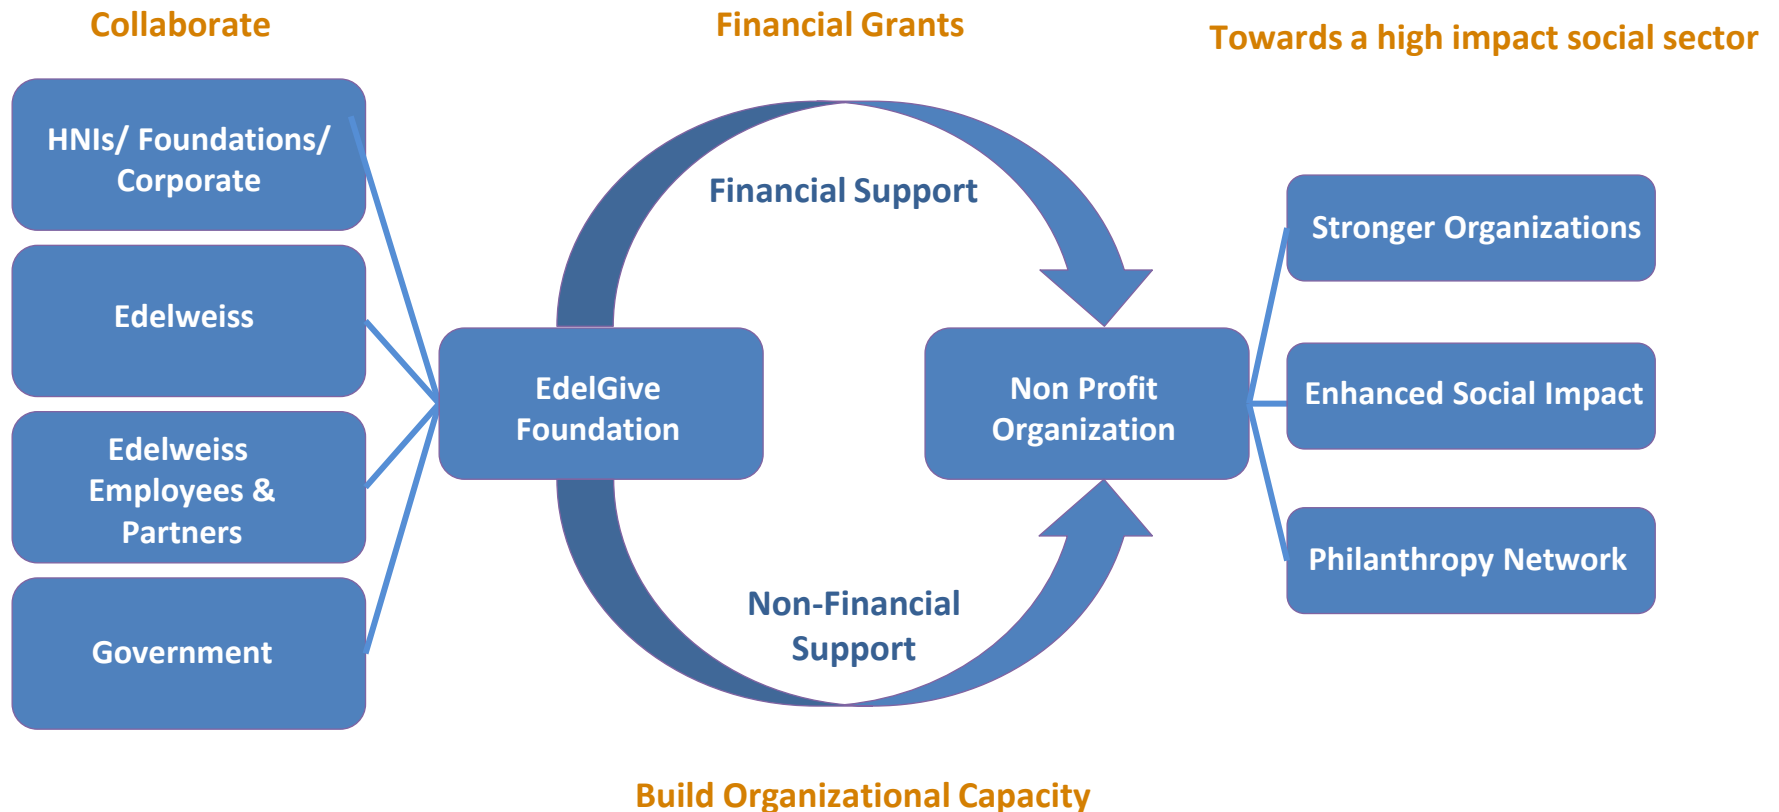 Collaborate
Financial Grants
Towards a high impact social sector
HNIs/ Foundations/
Corporate
Edelweiss
Edelweiss
Employees &
Partners
Government
EdelGive
Foundation
Financial Support
Non-Financial
Support
Non Profit
Organization
Stronger Organizations
Enhanced Social Impact
Philanthropy Network
Build Organizational Capacity